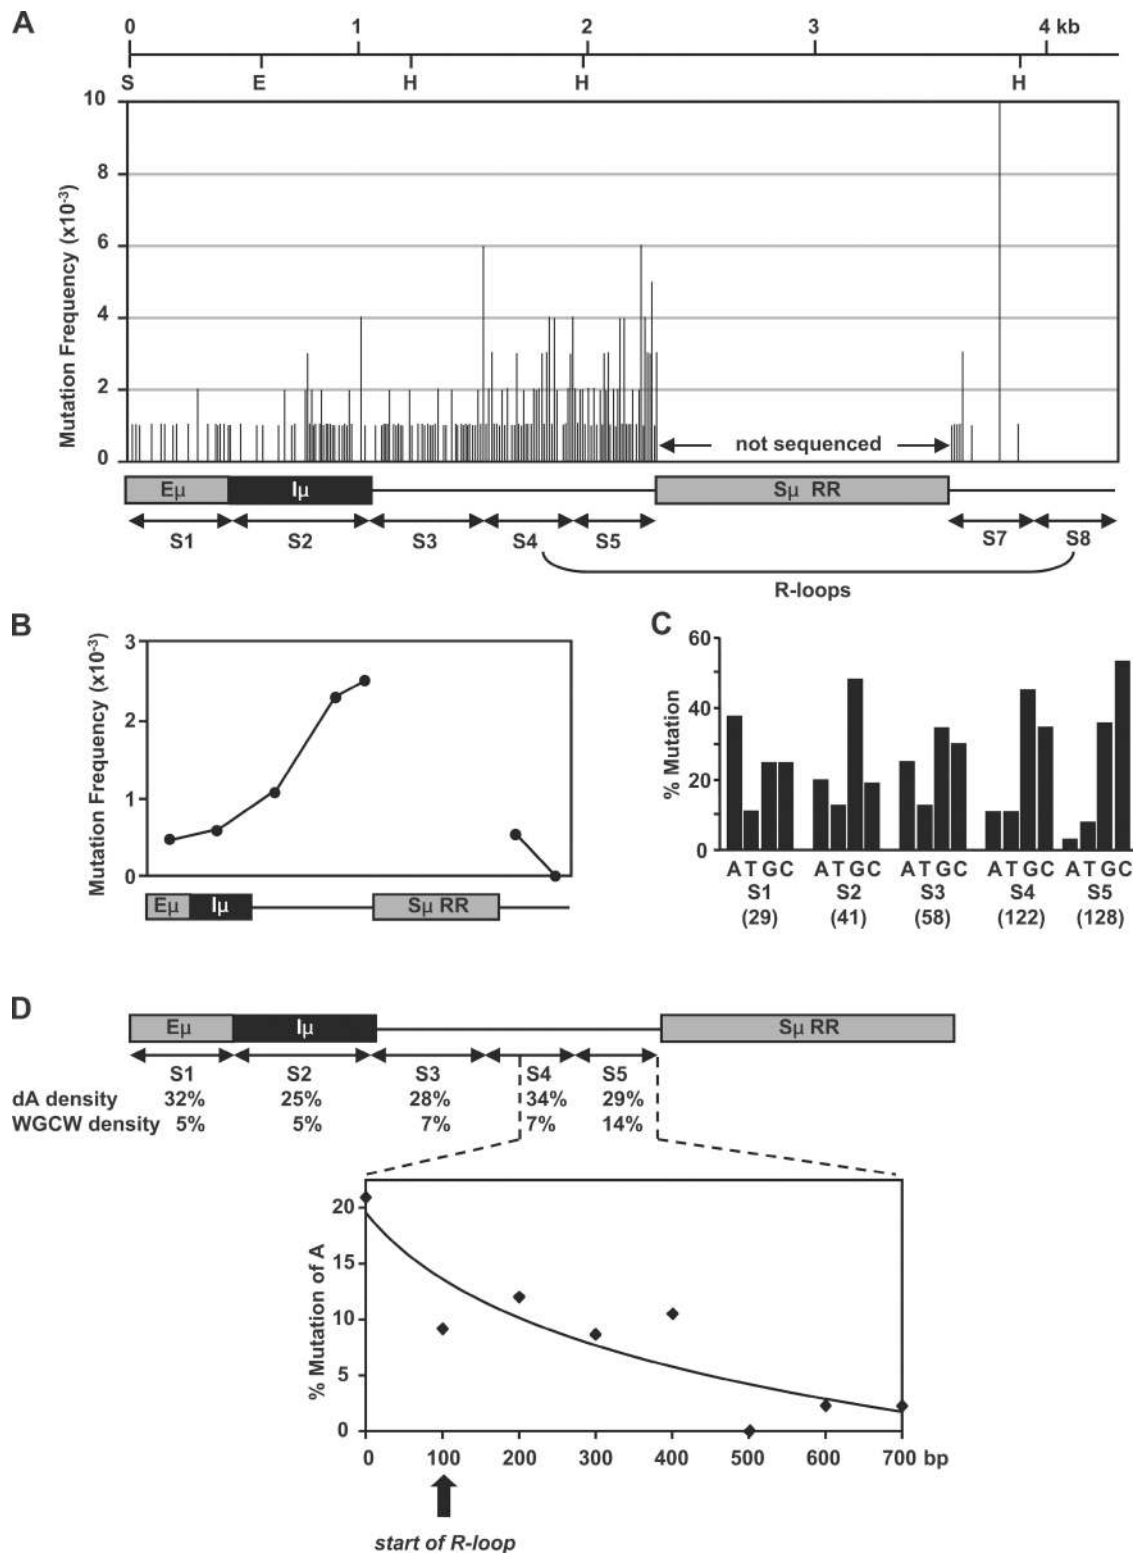 A
0 1 2 3 4 kb
S E H H H
Mutation Frequency (x10-3)
10
8
6
4
2
0
not sequenced
Eμ Iμ Sμ RR
S1 S2 S3 S4 S5 S7 S8
R-loops
B
Mutation Frequency (x10-3)
3
2
1
0
Eμ Iμ Sμ RR
C
% Mutation
60
40
20
0
A T G C A T G C A T G C A T G C A T G C
S1 S2 S3 S4 S5
(29) (41) (58) (122) (128)
D
Eμ Iμ Sμ RR
S1 S2 S3 S4 S5
dA density 32% 25% 28% 34% 29%
WGCW density 5% 5% 7% 7% 14%
% Mutation of A
20
15
10
5
0
0 100 200 300 400 500 600 700 bp
start of R-loop